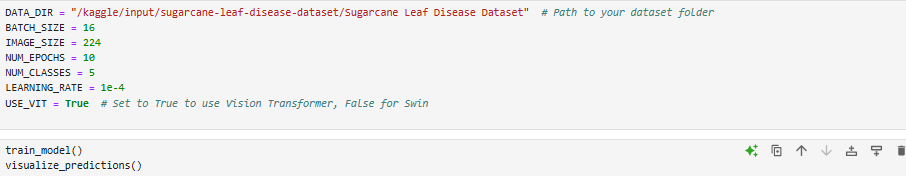 DATA_DIR = "/kaggle/input/sugarcane-leaf-disease-dataset/Sugarcane Leaf Disease Dataset"  # Path to your dataset folder
BATCH_SIZE = 16
IMAGE_SIZE = 224
NUM_EPOCHS = 10
NUM_CLASSES = 5
LEARNING_RATE = 1e-4
USE_VIT = True  # Set to True to use Vision Transformer, False for Swin
train_model()
visualize_predictions()